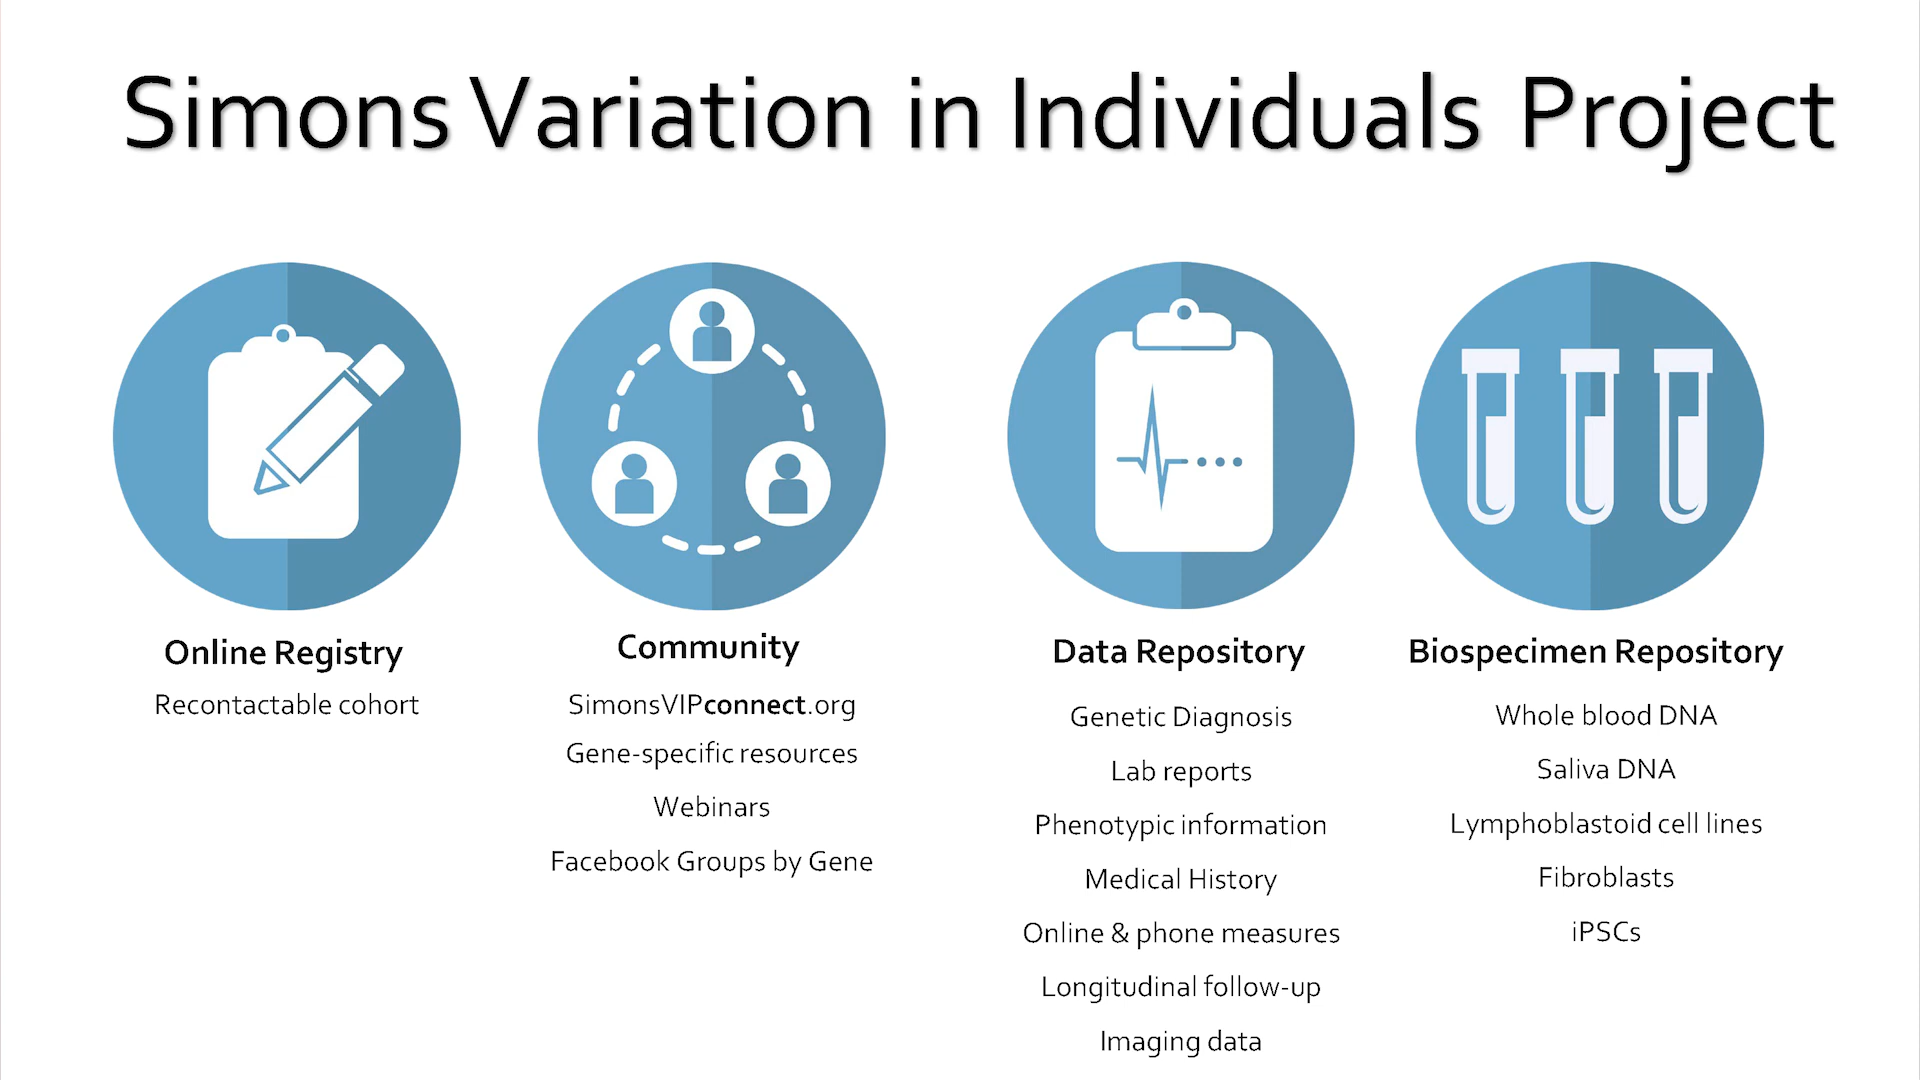 Simons Variation in Individuals Project
Online Registry
Recontactable cohort
Community
SimonsVIPconnect.org
Gene-specific resources
Webinars
Facebook Groups by Gene
Data Repository
Genetic Diagnosis
Lab reports
Phenotypic information
Medical History
Online & phone measures
Longitudinal follow-up
Imaging data
Biospecimen Repository
Whole blood DNA
Saliva DNA
Lymphoblastoid cell lines
Fibroblasts
iPSCs